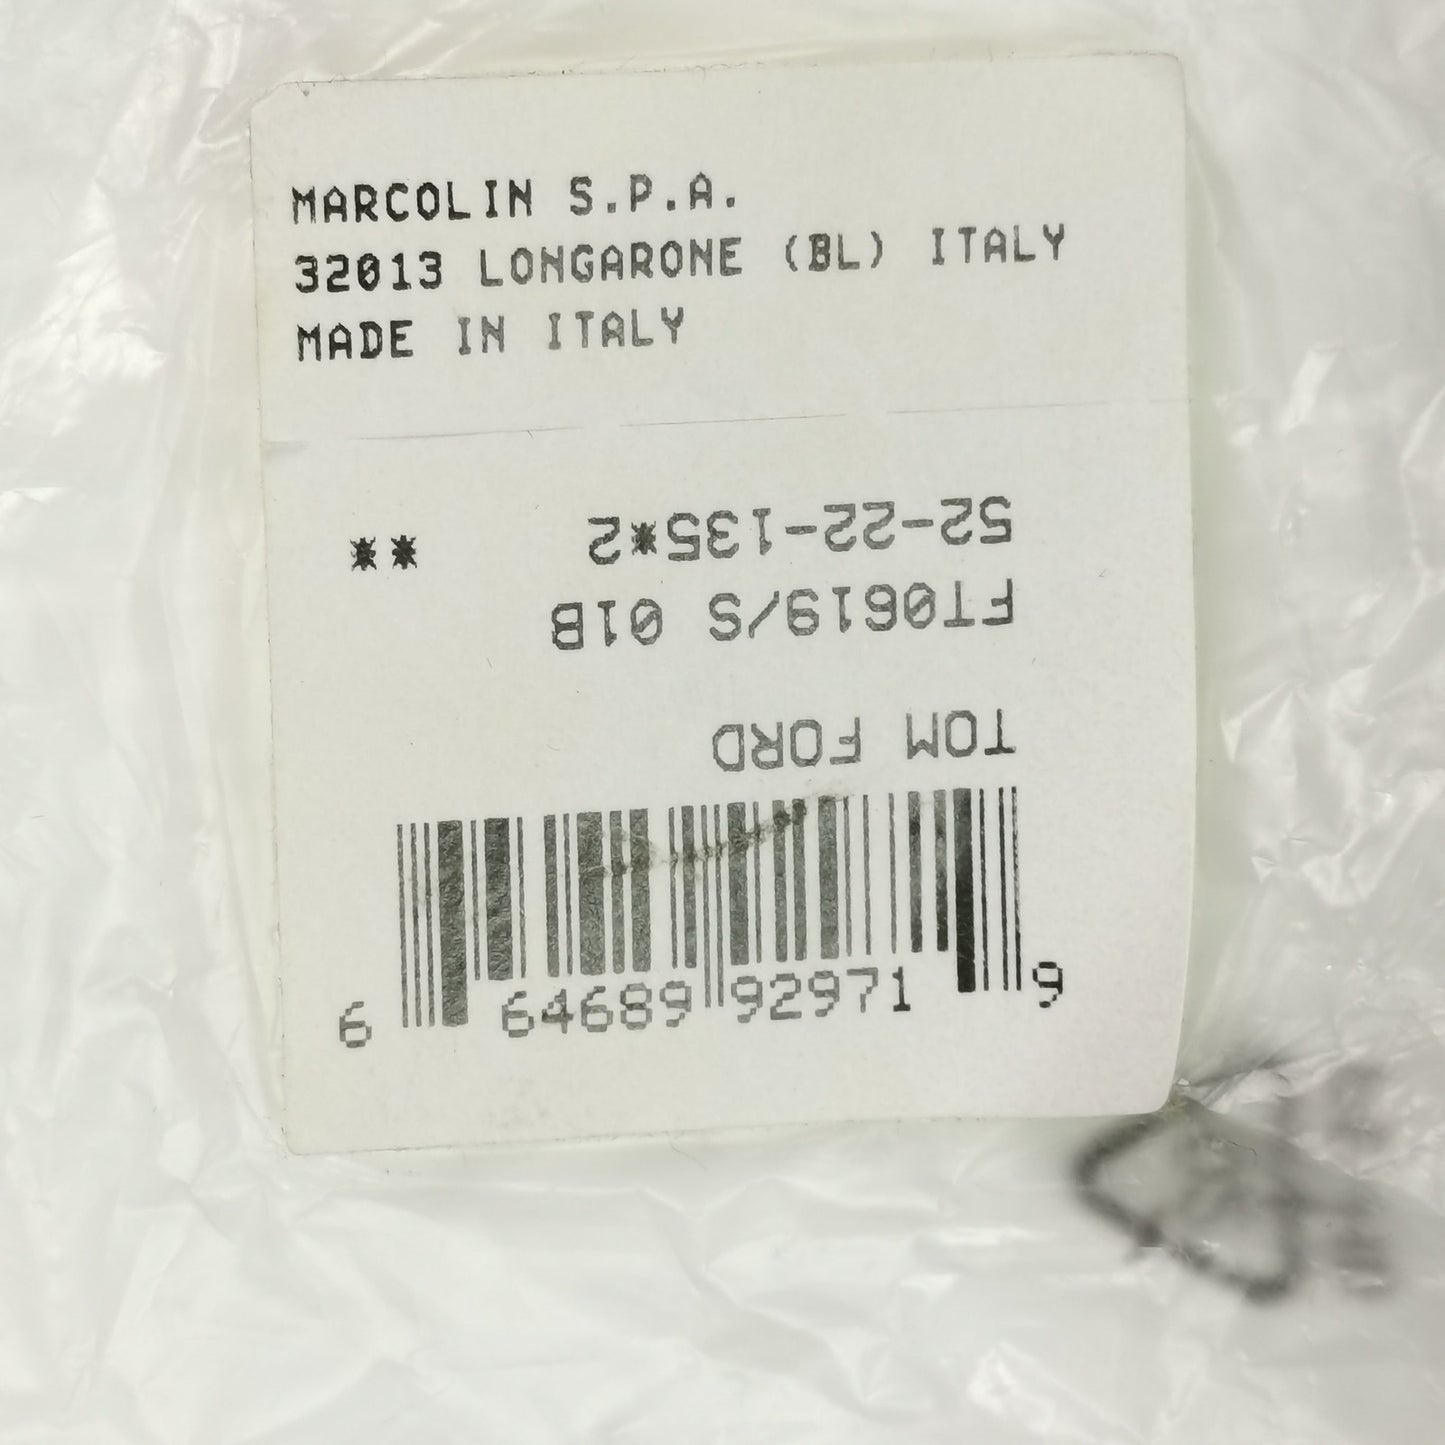 MARCOLIN S.P.A.
32013 LONGARONE (BL) ITALY
MADE IN ITALY
52-22-135*2 **
FT0619/S 01B
TOM FORD
6 64689 92971 9